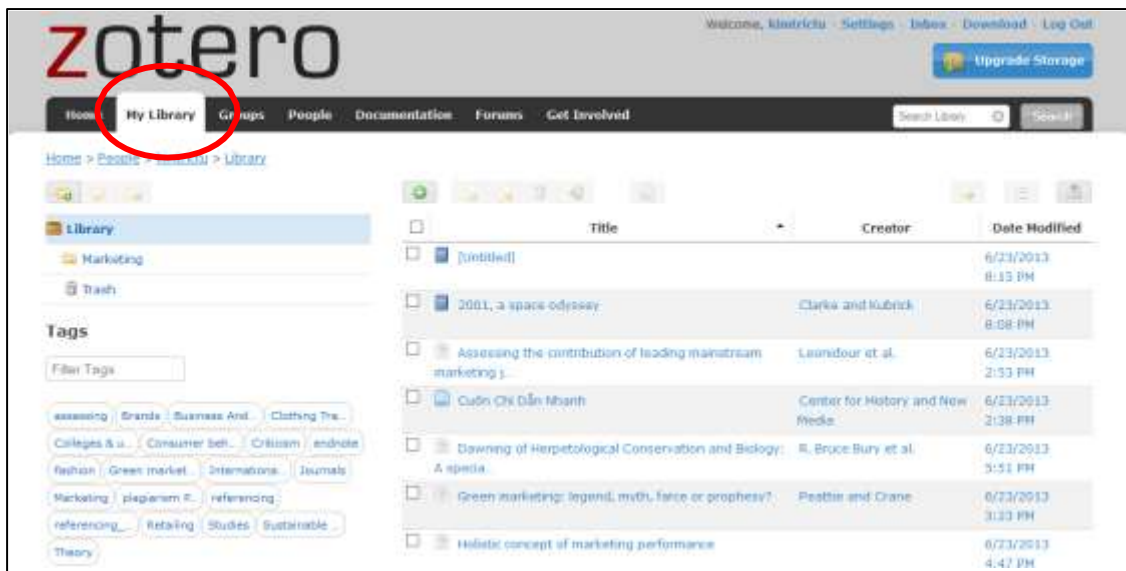 zotero
Welcome, kimtrictu · Settings · Inbox · Download · Log Out
Upgrade Storage
Home My Library Groups People Documentation Forums Get Involved
Search Library Search
Home > People > kimtrictu > Library
Library
Marketing
Trash
Tags
Filter Tags
assessing Brands Business And... Clothing Tra...
Colleges & u... Consumer beh... Criticism endnote
fashion Green market... Internationa... Journals
Marketing plagiarism referencing
referencing_... Retailing Studies Sustainable ...
Theory
Title Creator Date Modified
[Untitled] 6/23/2013
8:15 PM
2001, a space odyssey Clarke and Kubrick 6/23/2013
8:08 PM
Assessing the contribution of leading mainstream Leonidour et al. 6/23/2013
marketing j... 2:53 PM
Cuốn Chỉ Dẫn Nhanh Center for History and New 6/23/2013
Media 2:38 PM
Dawning of Herpetological Conservation and Biology: R. Bruce Bury et al. 6/23/2013
A specia... 5:51 PM
Green marketing: legend, myth, farce or prophesy? Peattie and Crane 6/23/2013
3:23 PM
Holistic concept of marketing performance 6/23/2013
4:47 PM